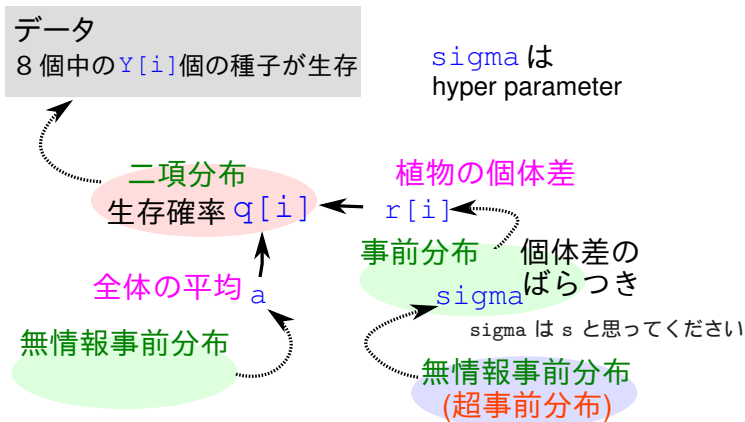 データ
8 個中の Y[i] 個の種子が生存
sigma は
hyper parameter
二項分布
生存確率 q[i]
植物の個体差
r[i]
事前分布
個体差の
ばらつき
sigma
sigma は s と思ってください
全体の平均 a
無情報事前分布
無情報事前分布
(超事前分布)